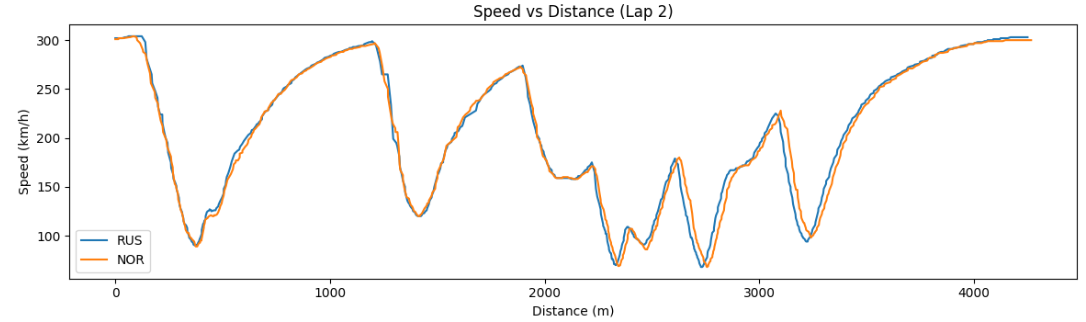 Speed vs Distance (Lap 2)
Speed (km/h)
300
250
200
150
100
RUS
NOR
0 1000 2000 3000 4000
Distance (m)